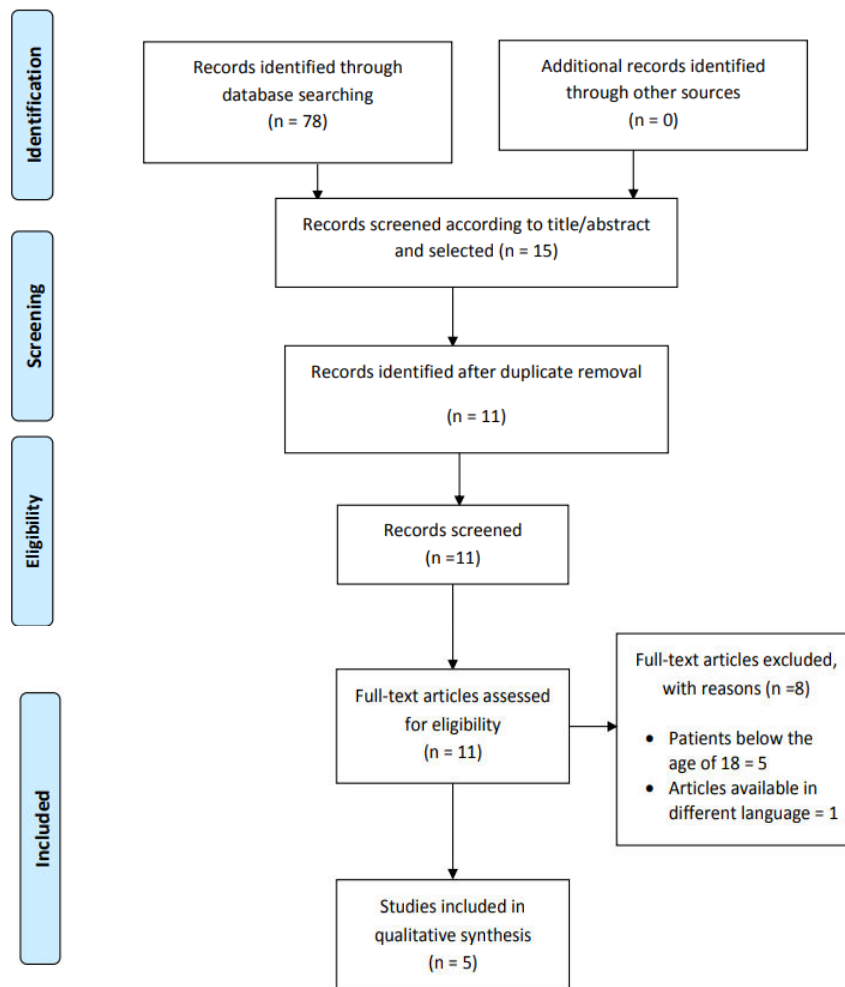 Identification
Records identified through
database searching
(n = 78)
Additional records identified
through other sources
(n = 0)
Records screened according to title/abstract
and selected (n = 15)
Screening
Records identified after duplicate removal
(n = 11)
Eligibility
Records screened
(n =11)
Included
Full-text articles assessed
for eligibility
(n = 11)
Full-text articles excluded,
with reasons (n =8)
• Patients below the
age of 18 = 5
• Articles available in
different language = 1
Studies included in
qualitative synthesis
(n = 5)